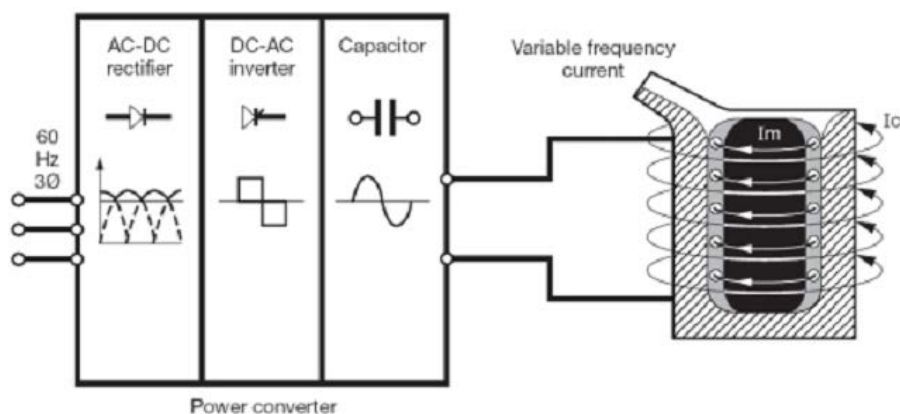 AC-DC
rectifier
DC-AC
inverter
Capacitor
Variable frequency
current
60
Hz
3Ø
Im
Ic
Power converter